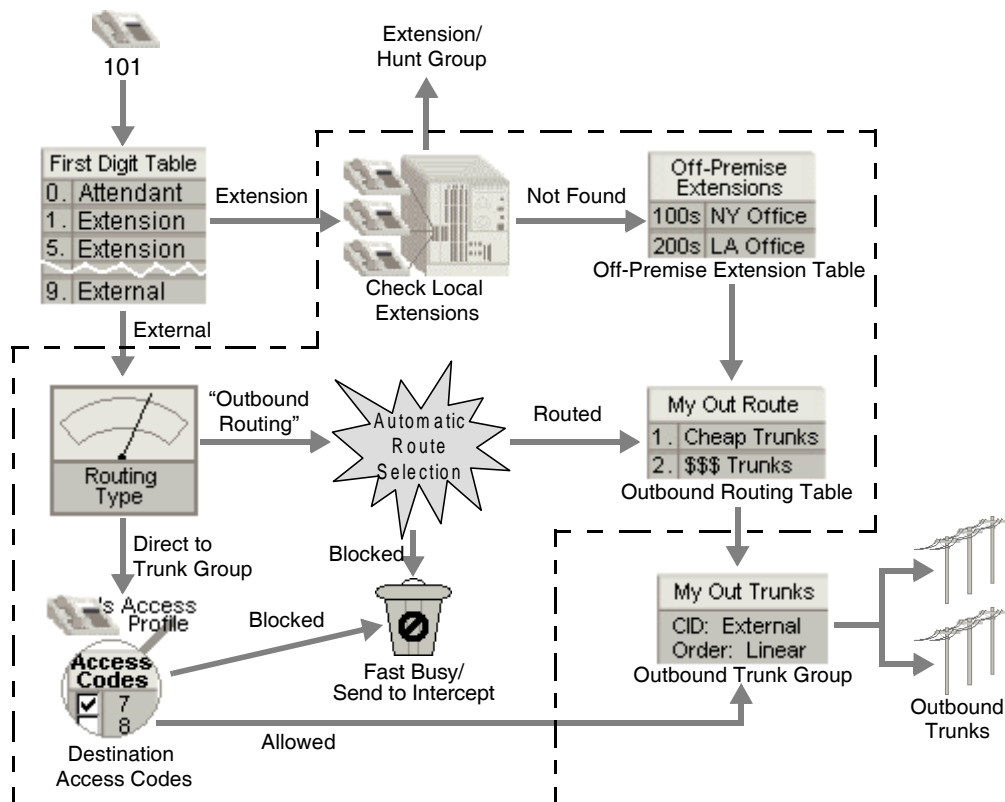 101
Extension/
Hunt Group
First Digit Table
0. Attendant
1. Extension
5. Extension
9. External
Extension
Check Local
Extensions
Not Found
Off-Premise
Extensions
100s NY Office
200s LA Office
Off-Premise Extension Table
External
Routing
Type
“Outbound
Routing”
Automatic
Route
Selection
Routed
My Out Route
1. Cheap Trunks
2. $$$ Trunks
Outbound Routing Table
Direct to
Trunk Group
Blocked
's Access
Profile
Access
Codes
7
8
Destination
Access Codes
Blocked
Fast Busy/
Send to Intercept
Allowed
My Out Trunks
CID: External
Order: Linear
Outbound Trunk Group
Outbound
Trunks